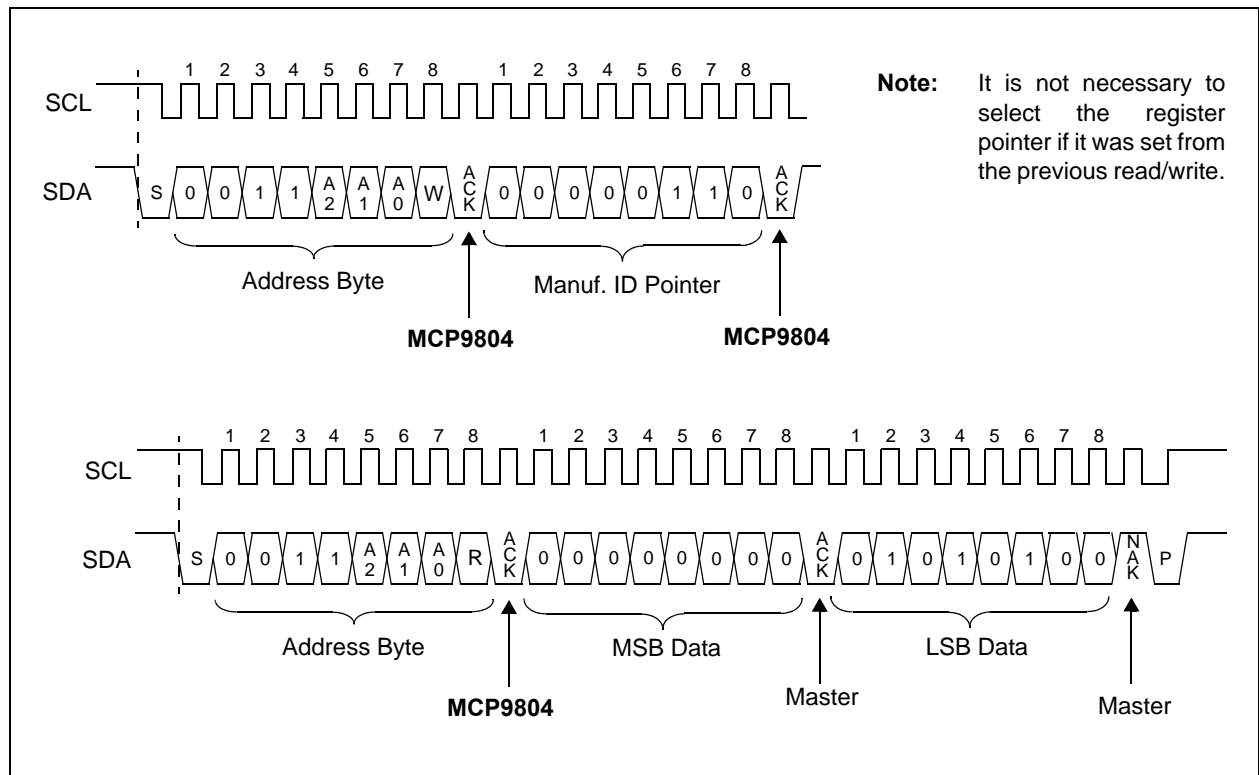 1 2 3 4 5 6 7 8 1 2 3 4 5 6 7 8
SCL
SDA
S 0 0 1 1 A2 A1 A0 W ACK 0 0 0 0 0 1 1 0 ACK
Address Byte
Manuf. ID Pointer
MCP9804
MCP9804
Note: It is not necessary to
select the register
pointer if it was set from
the previous read/write.
1 2 3 4 5 6 7 8 1 2 3 4 5 6 7 8 1 2 3 4 5 6 7 8
SCL
SDA
S 0 0 1 1 A2 A1 A0 R ACK 0 0 0 0 0 0 0 0 ACK 0 1 0 1 0 1 0 0 NAK P
Address Byte
MSB Data
LSB Data
MCP9804
Master
Master